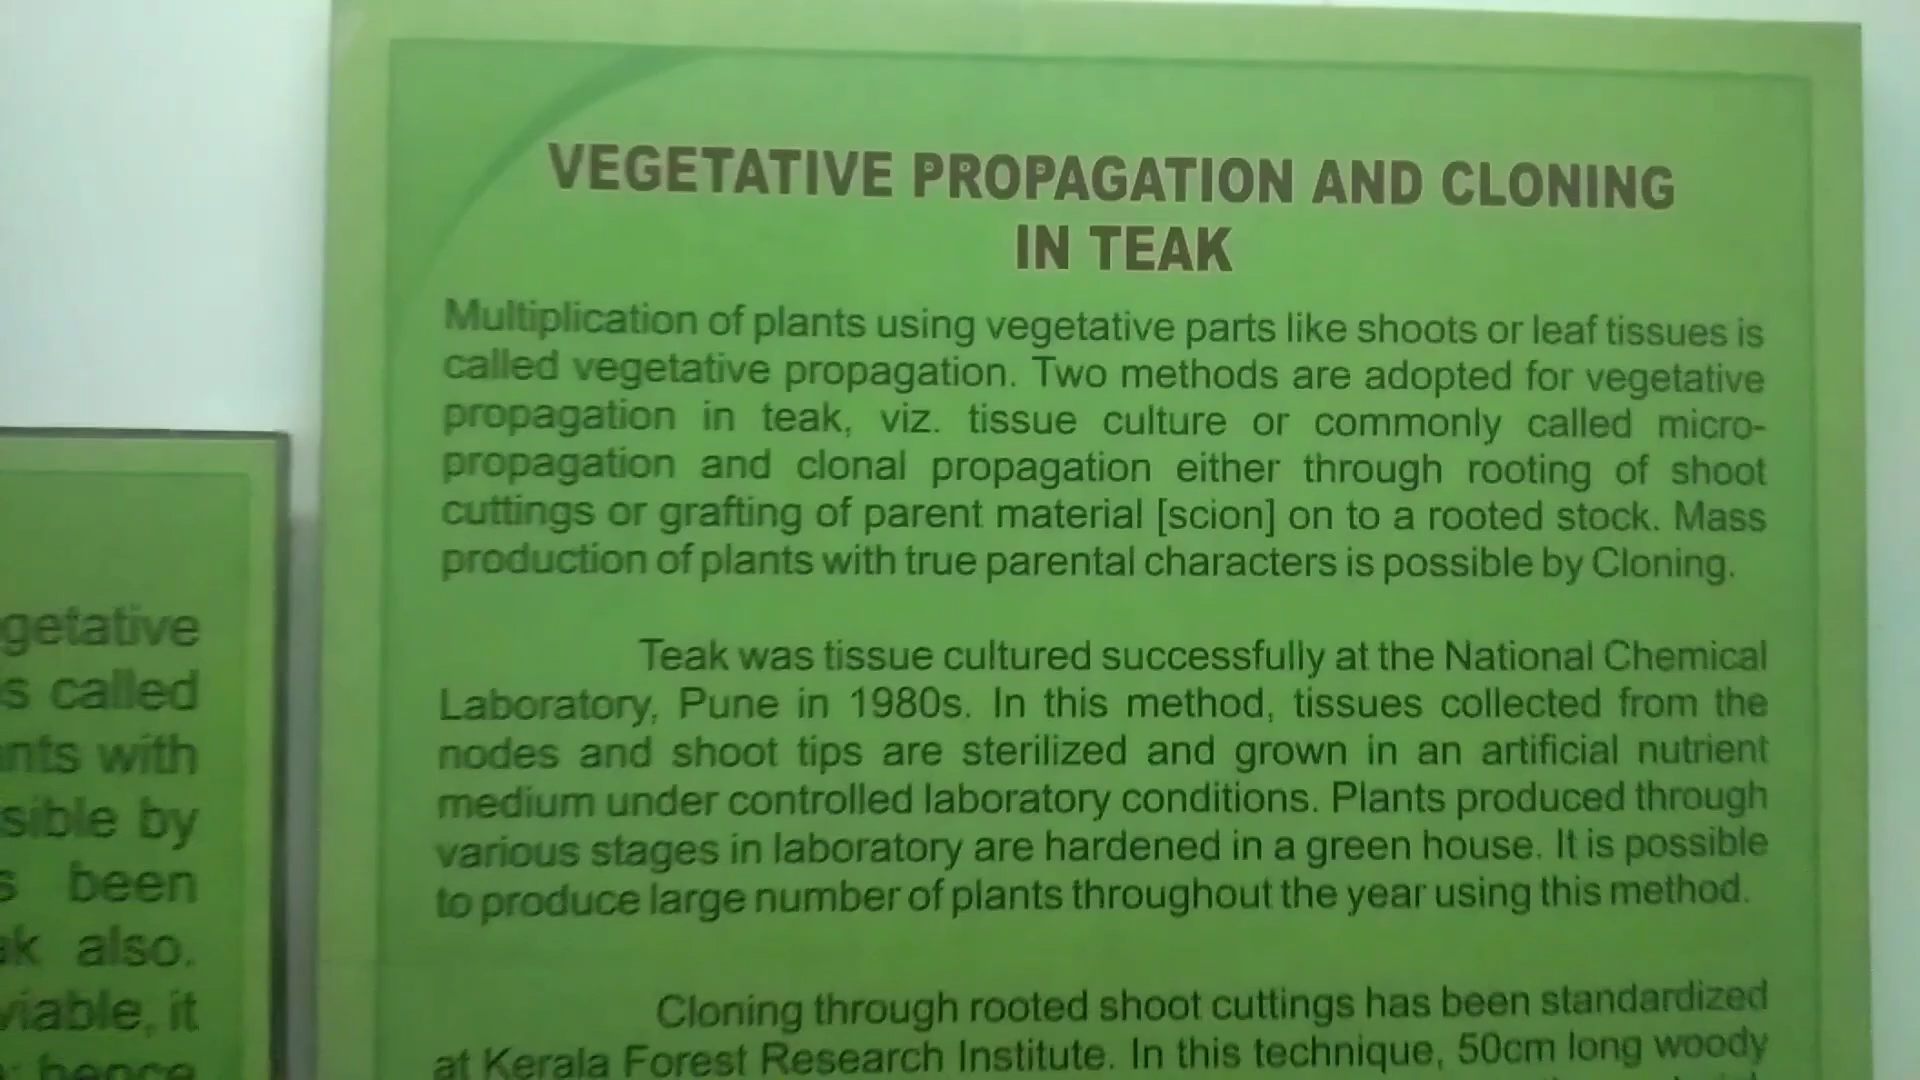 VEGETATIVE PROPAGATION AND CLONING
IN TEAK
Multiplication of plants using vegetative parts like shoots or leaf tissues is
called vegetative propagation. Two methods are adopted for vegetative
propagation in teak, viz. tissue culture or commonly called micro-
propagation and clonal propagation either through rooting of shoot
cuttings or grafting of parent material [scion] on to a rooted stock. Mass
production of plants with true parental characters is possible by Cloning.
Teak was tissue cultured successfully at the National Chemical
Laboratory, Pune in 1980s. In this method, tissues collected from the
nodes and shoot tips are sterilized and grown in an artificial nutrient
medium under controlled laboratory conditions. Plants produced through
various stages in laboratory are hardened in a green house. It is possible
to produce large number of plants throughout the year using this method.
Cloning through rooted shoot cuttings has been standardized
at Kerala Forest Research Institute. In this technique, 50cm long woody
getative
s called
nts with
sible by
s been
ak also.
viable, it
hence